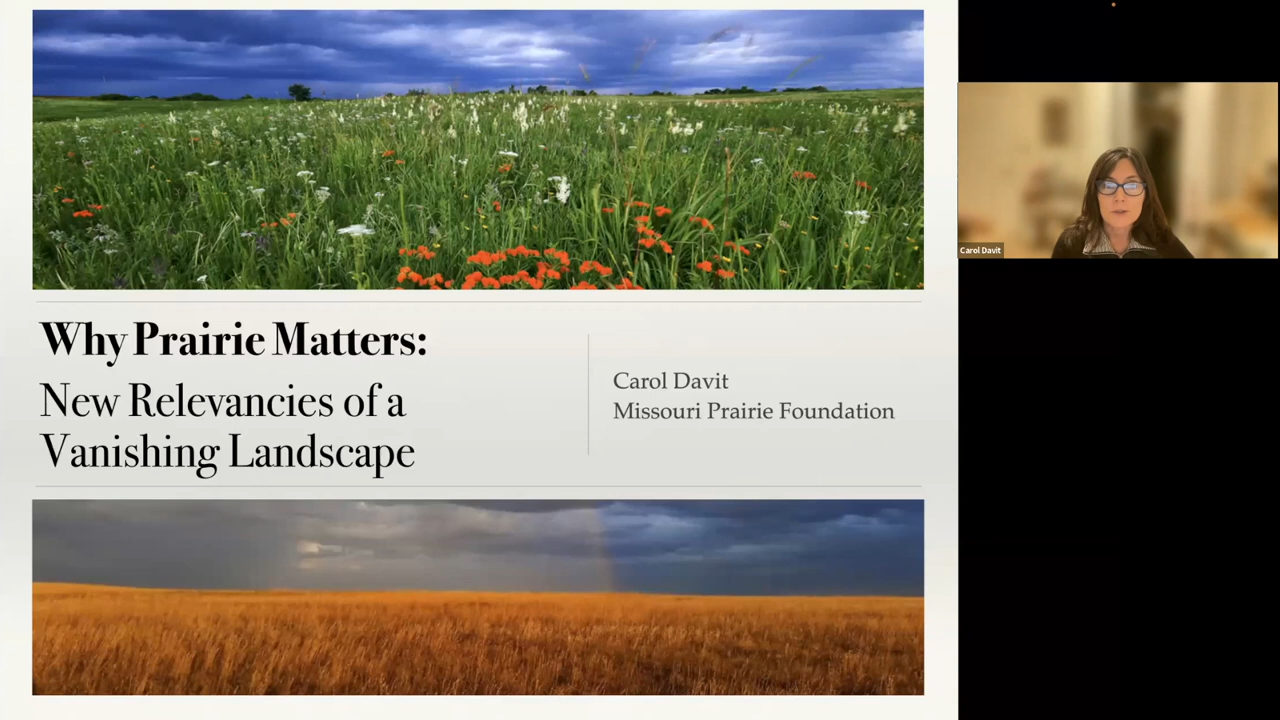 Why Prairie Matters:
New Relevancies of a
Vanishing Landscape
Carol Davit
Missouri Prairie Foundation
Carol Davit